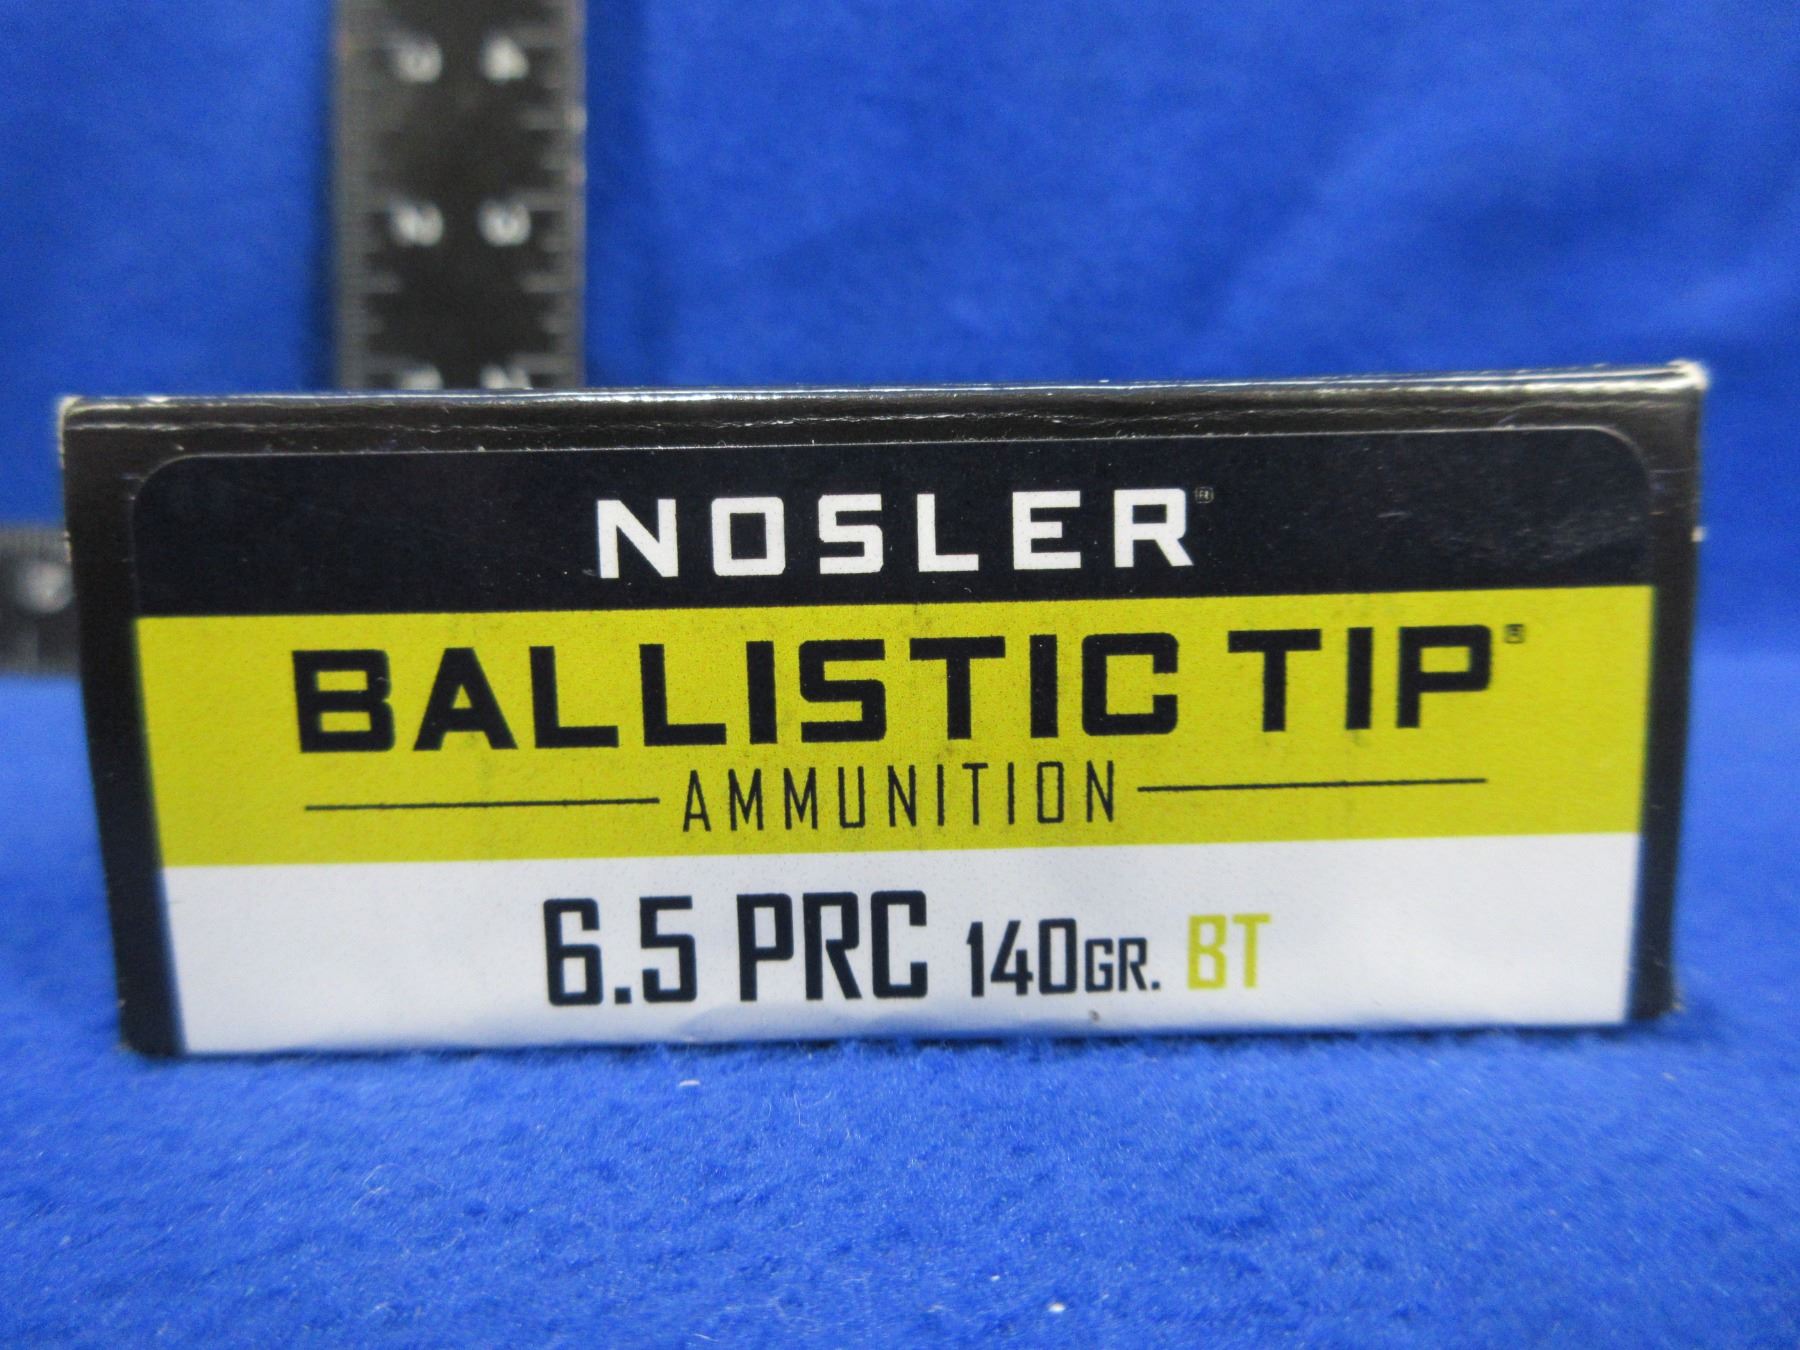 NOSLER®
BALLISTIC TIP®
AMMUNITION
6.5 PRC 140GR. BT